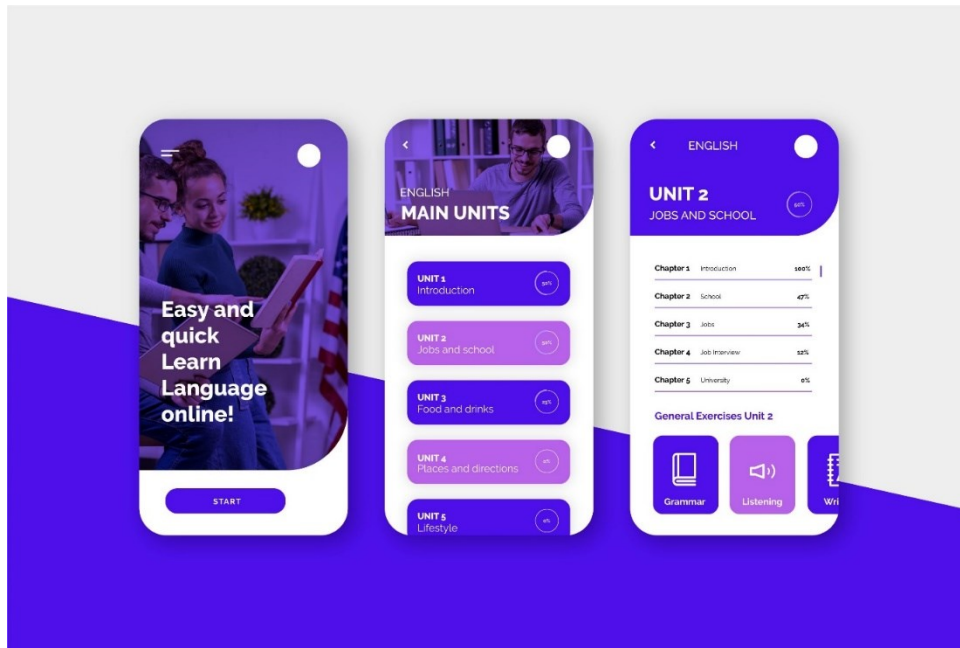 Easy and
quick
Learn
Language
online!
START
ENGLISH
MAIN UNITS
UNIT 1
Introduction
UNIT 2
Jobs and school
UNIT 3
Food and drinks
UNIT 4
Places and directions
UNIT 5
Lifestyle
ENGLISH
UNIT 2
JOBS AND SCHOOL
Chapter 1 Introduction 100%
Chapter 2 School 47%
Chapter 3 Jobs 34%
Chapter 4 Job Interview 12%
Chapter 5 University 0%
General Exercises Unit 2
Grammar
Listening
Wri